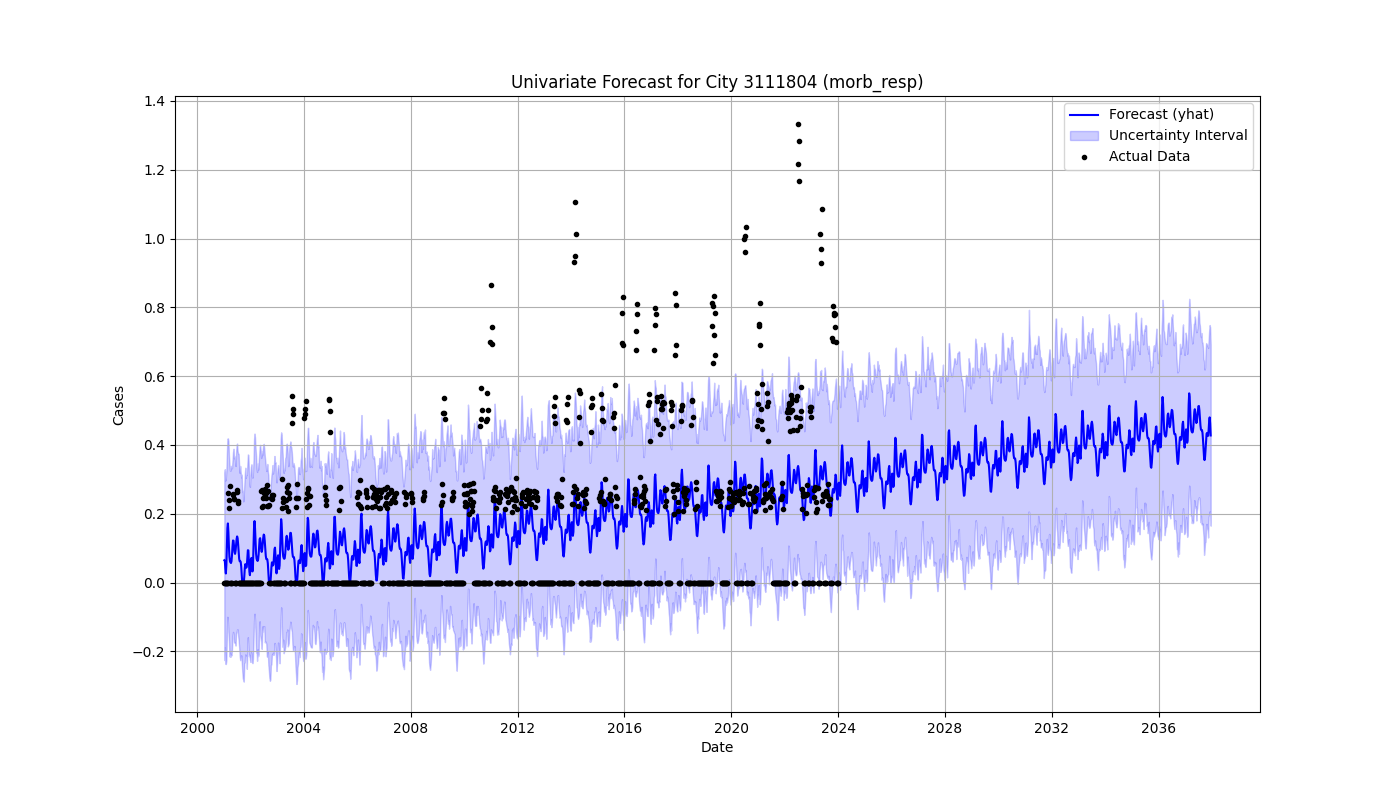 Univariate Forecast for City 3111804 (morb_resp)
Forecast (yhat)
Uncertainty Interval
Actual Data
Cases
1.4
1.2
1.0
0.8
0.6
0.4
0.2
0.0
−0.2
2000 2004 2008 2012 2016 2020 2024 2028 2032 2036
Date